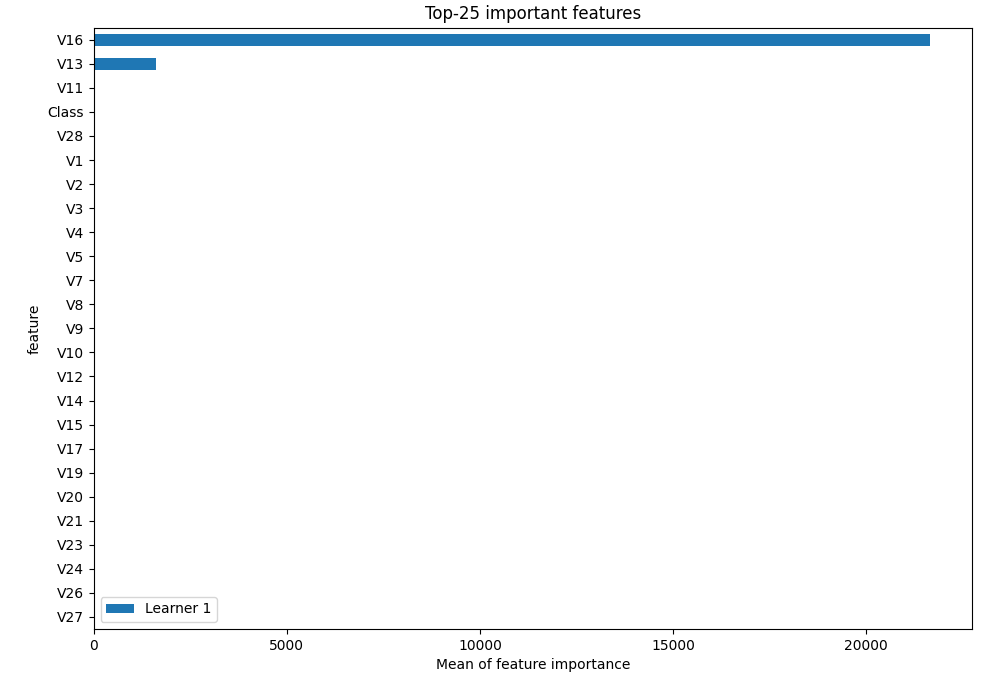 Top-25 important features
V16
V13
V11
Class
V28
V1
V2
V3
V4
V5
V7
V8
V9
V10
V12
V14
V15
V17
V19
V20
V21
V23
V24
V26
V27
feature
Learner 1
0 5000 10000 15000 20000
Mean of feature importance